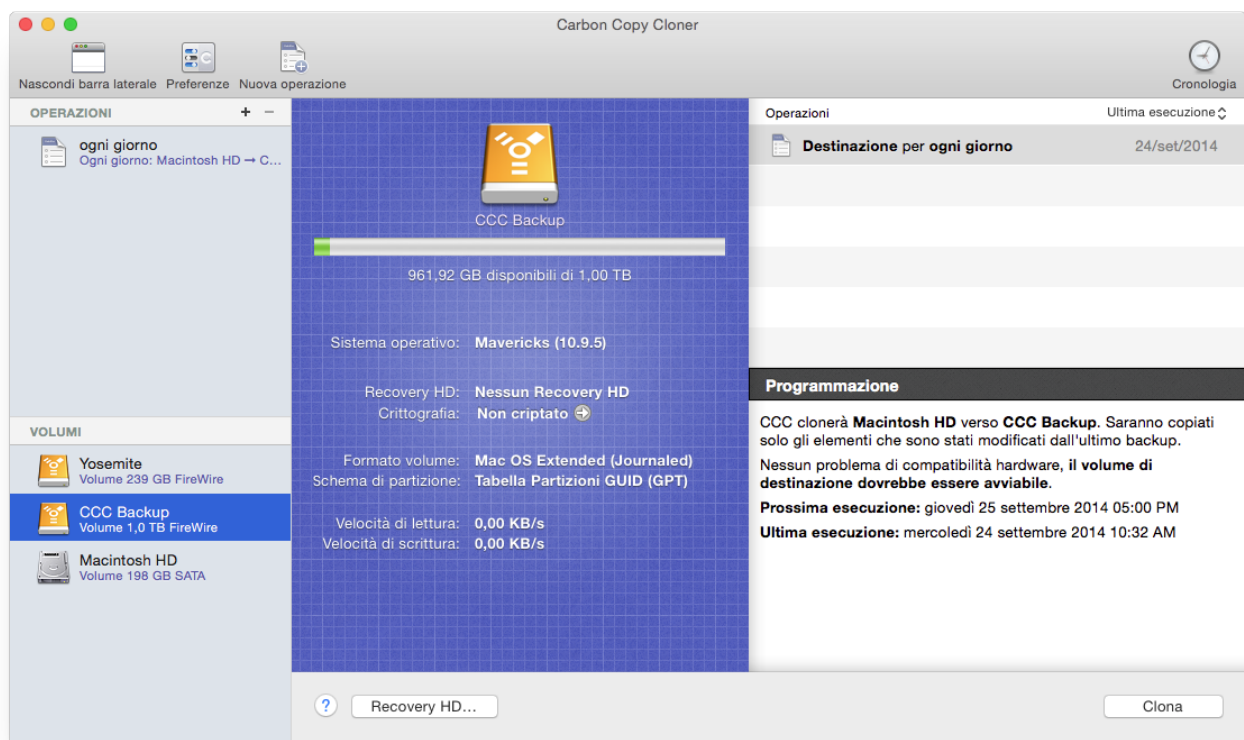 Carbon Copy Cloner
Nascondi barra laterale Preferenze Nuova operazione
Cronologia
OPERAZIONI + −
ogni giorno
Ogni giorno: Macintosh HD → C...
VOLUMI
Yosemite
Volume 239 GB FireWire
CCC Backup
Volume 1,0 TB FireWire
Macintosh HD
Volume 198 GB SATA
CCC Backup
961,92 GB disponibili di 1,00 TB
Sistema operativo: Mavericks (10.9.5)
Recovery HD: Nessun Recovery HD
Crittografia: Non criptato
Formato volume: Mac OS Extended (Journaled)
Schema di partizione: Tabella Partizioni GUID (GPT)
Velocità di lettura: 0,00 KB/s
Velocità di scrittura: 0,00 KB/s
? Recovery HD...
Operazioni Ultima esecuzione
Destinazione per ogni giorno 24/set/2014
Programmazione
CCC clonerà Macintosh HD verso CCC Backup. Saranno copiati
solo gli elementi che sono stati modificati dall'ultimo backup.
Nessun problema di compatibilità hardware, il volume di
destinazione dovrebbe essere avviabile.
Prossima esecuzione: giovedì 25 settembre 2014 05:00 PM
Ultima esecuzione: mercoledì 24 settembre 2014 10:32 AM
Clona